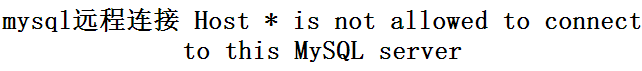 mysql远程连接 Host * is not allowed to connect
to this MySQL server